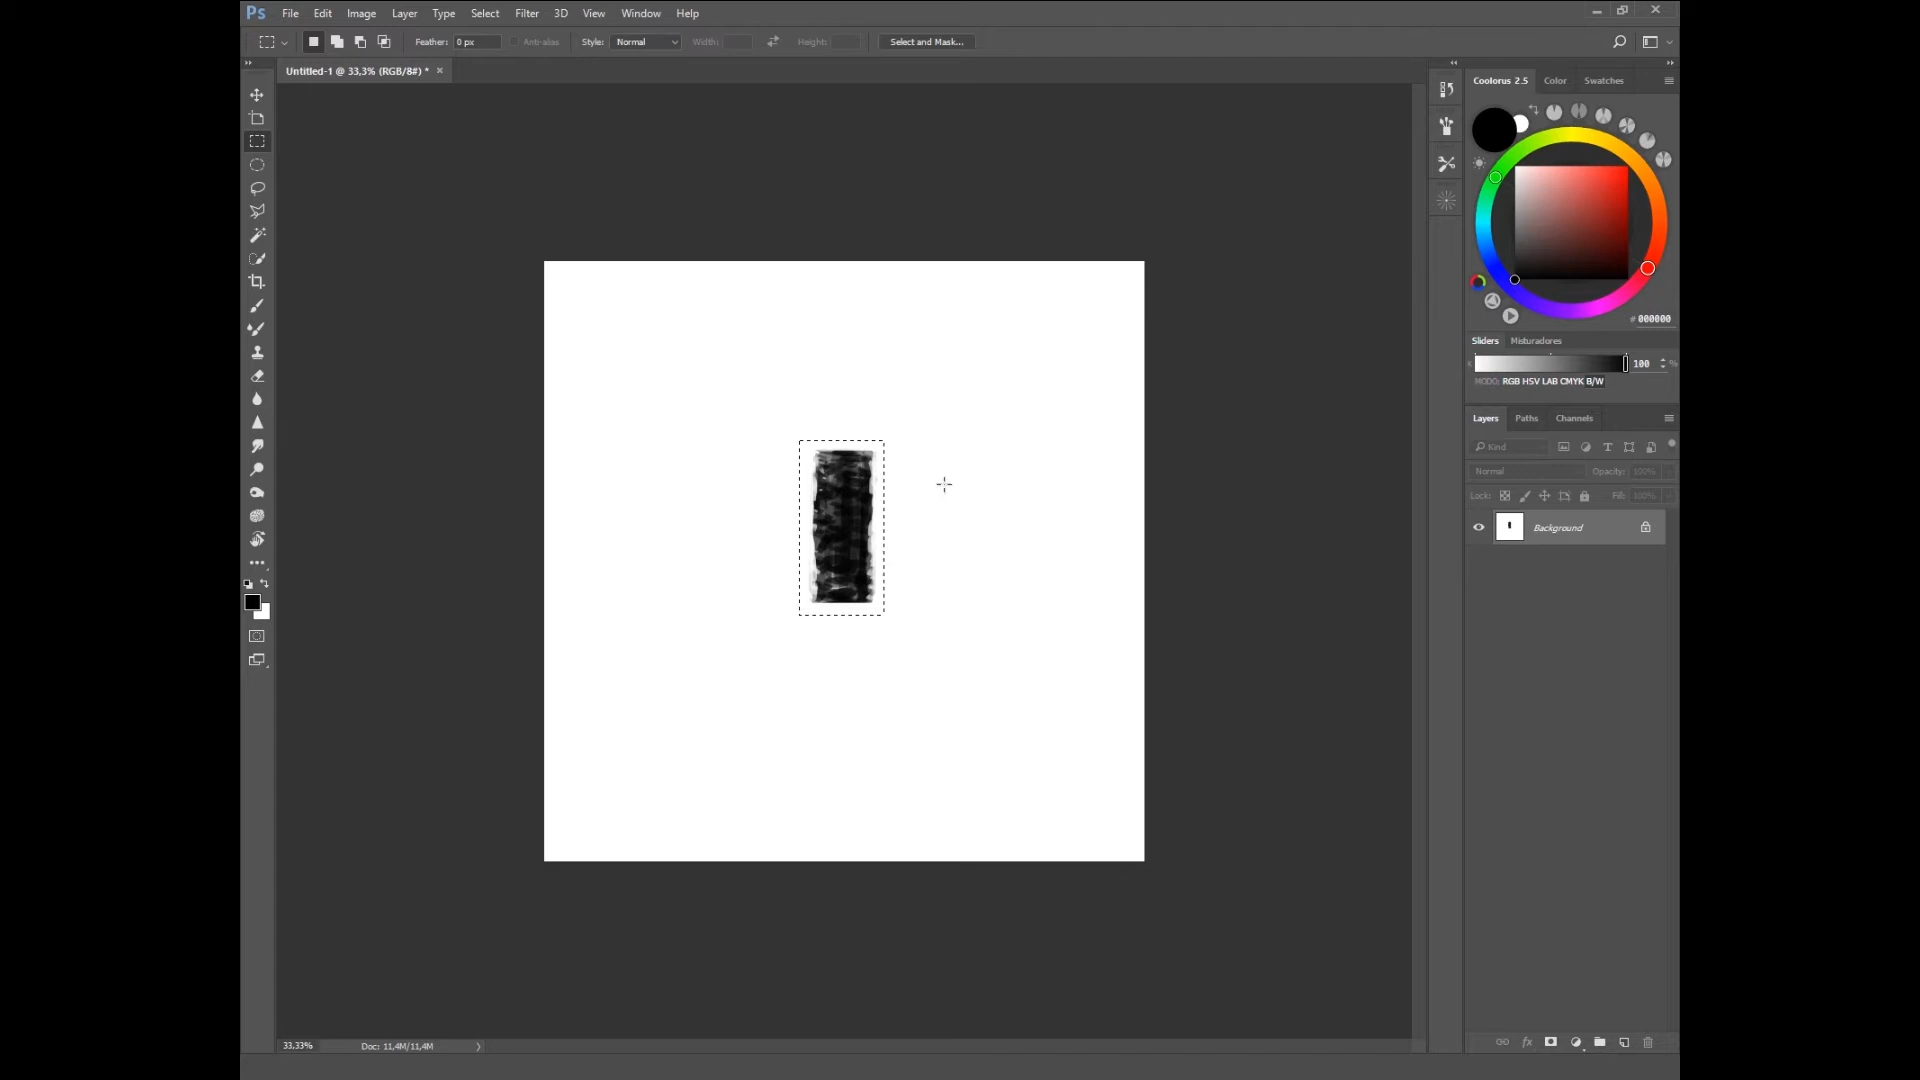 Ps File Edit Image Layer Type Select Filter 3D View Window Help
Feather: 0 px Anti-alias Style: Normal Width: Height: Select and Mask...
Untitled-1 @ 33,3% (RGB/8#) *
Coolorus 2.5 Color Swatches
# 000000
Sliders Misturadores
K 100 %
MODO: RGB HSV LAB CMYK B/W
Layers Paths Channels
Kind
Normal Opacity: 100%
Lock: Fill: 100%
Background
33,33% Doc: 11,4M/11,4M